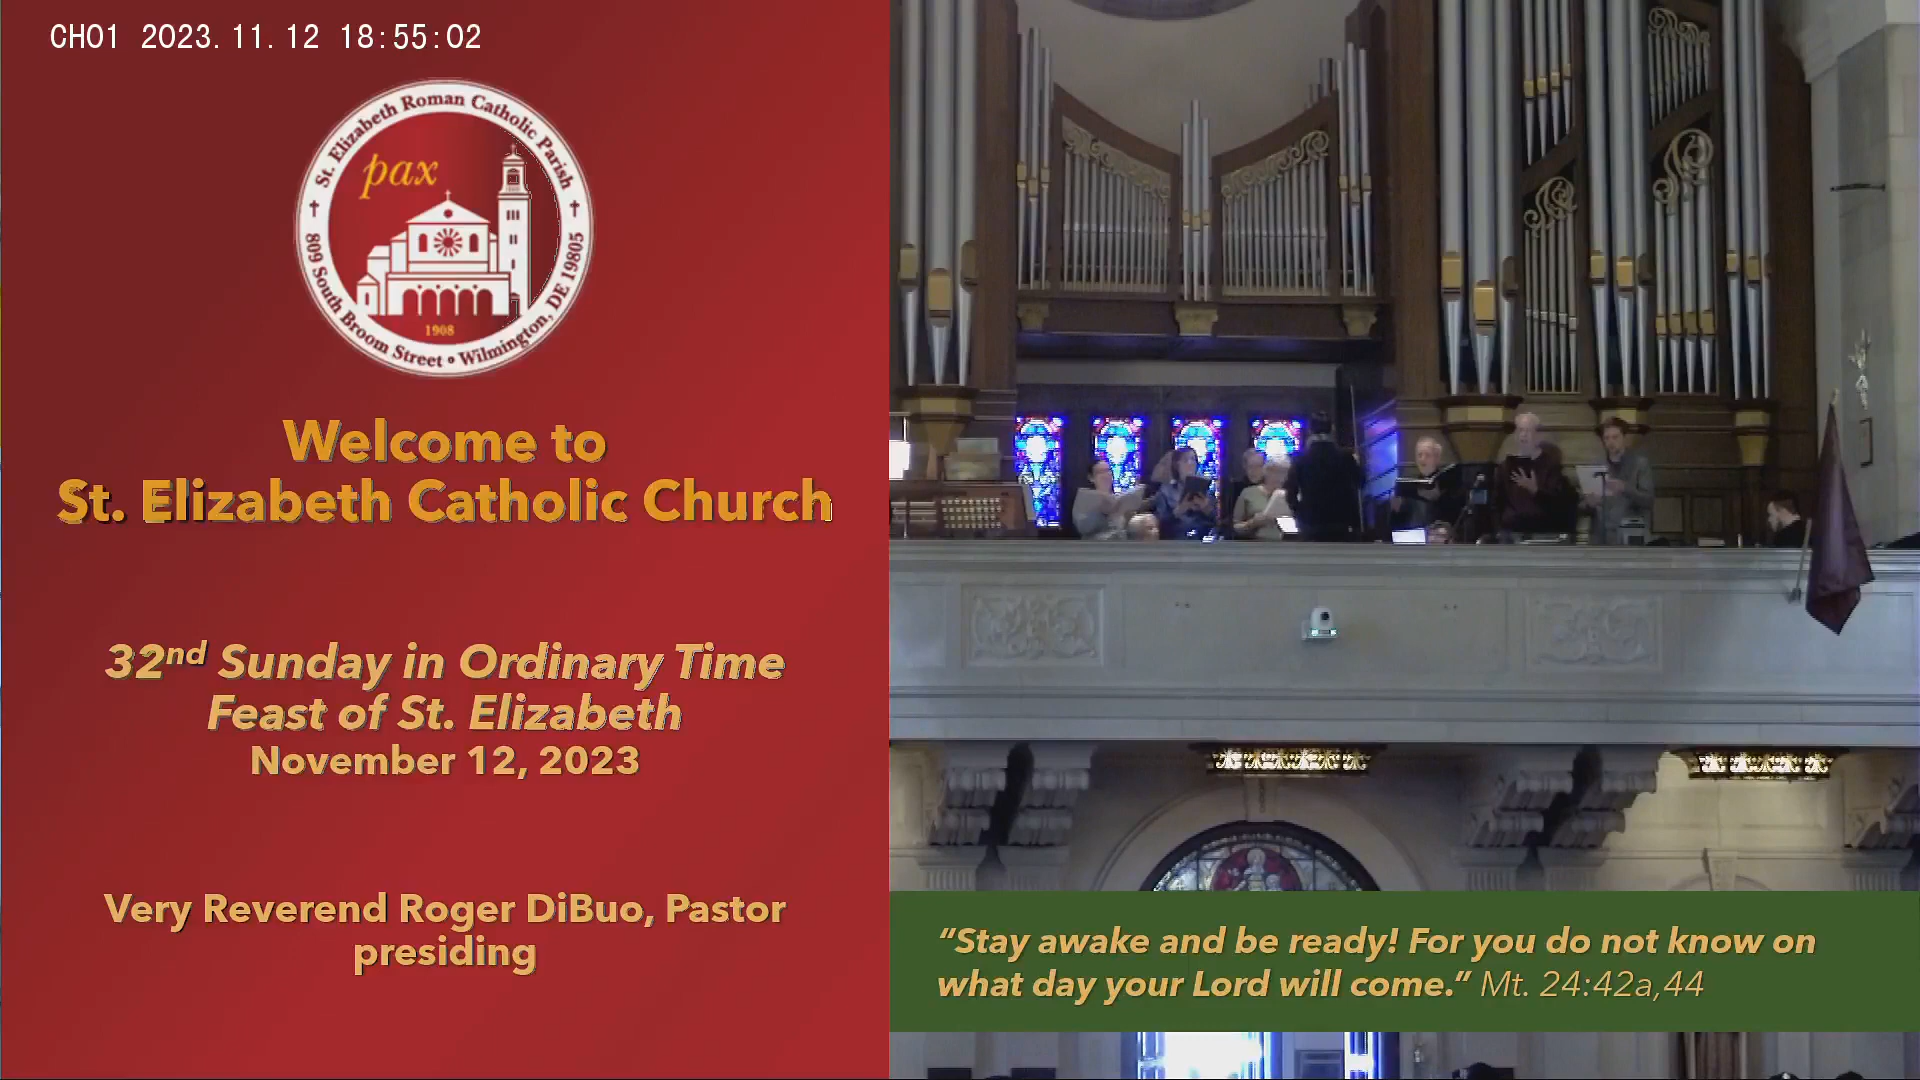 CH01 2023.11.12 18:55:02
St. Elizabeth Roman Catholic Parish
pax
1908
809 South Broom Street • Wilmington, DE 19805
Welcome to
St. Elizabeth Catholic Church
32nd Sunday in Ordinary Time
Feast of St. Elizabeth
November 12, 2023
Very Reverend Roger DiBuo, Pastor
presiding
“Stay awake and be ready! For you do not know on
what day your Lord will come.” Mt. 24:42a,44